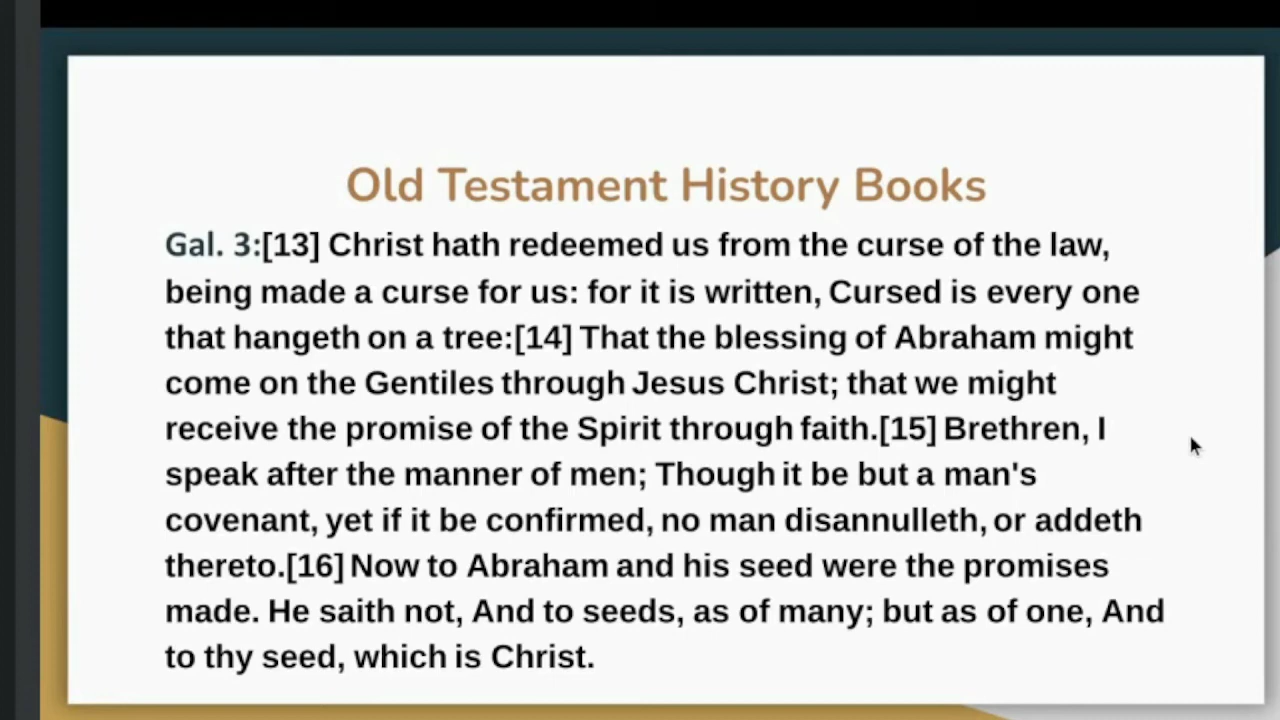 Old Testament History Books
Gal. 3:[13] Christ hath redeemed us from the curse of the law,
being made a curse for us: for it is written, Cursed is every one
that hangeth on a tree:[14] That the blessing of Abraham might
come on the Gentiles through Jesus Christ; that we might
receive the promise of the Spirit through faith.[15] Brethren, I
speak after the manner of men; Though it be but a man's
covenant, yet if it be confirmed, no man disannulleth, or addeth
thereto.[16] Now to Abraham and his seed were the promises
made. He saith not, And to seeds, as of many; but as of one, And
to thy seed, which is Christ.